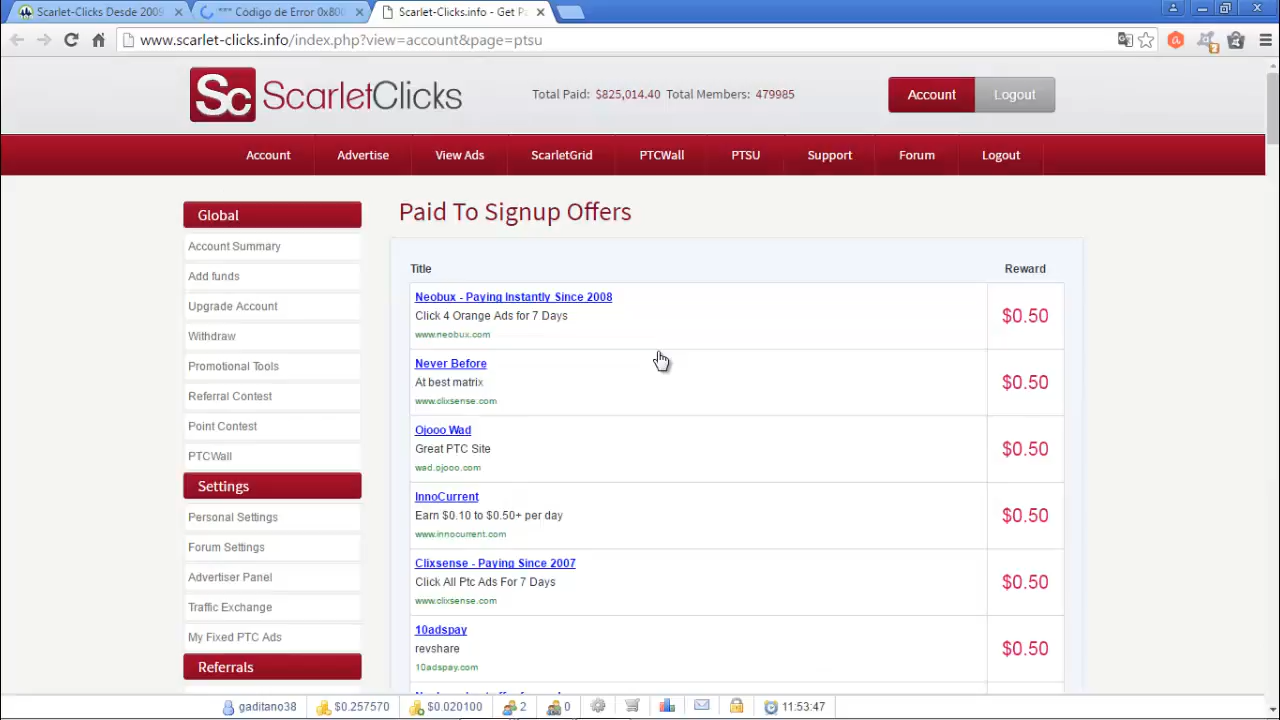 Scarlet-Clicks Desde 2009
*** Código de Error 0x800
Scarlet-Clicks.info - Get P
www.scarlet-clicks.info/index.php?view=account&page=ptsu
Sc ScarletClicks
Total Paid: $825,014.40 Total Members: 479985
Account
Logout
Account
Advertise
View Ads
ScarletGrid
PTCWall
PTSU
Support
Forum
Logout
Global
Account Summary
Add funds
Upgrade Account
Withdraw
Promotional Tools
Referral Contest
Point Contest
PTCWall
Settings
Personal Settings
Forum Settings
Advertiser Panel
Traffic Exchange
My Fixed PTC Ads
Referrals
Paid To Signup Offers
Title
Reward
Neobux - Paying Instantly Since 2008
Click 4 Orange Ads for 7 Days
www.neobux.com
$0.50
Never Before
At best matrix
www.clixsense.com
$0.50
Ojooo Wad
Great PTC Site
wad.ojooo.com
$0.50
InnoCurrent
Earn $0.10 to $0.50+ per day
www.innocurrent.com
$0.50
Clixsense - Paying Since 2007
Click All Ptc Ads For 7 Days
www.clixsense.com
$0.50
10adspay
revshare
10adspay.com
$0.50
gaditano38
$0.257570
$0.020100
2
0
11:53:47